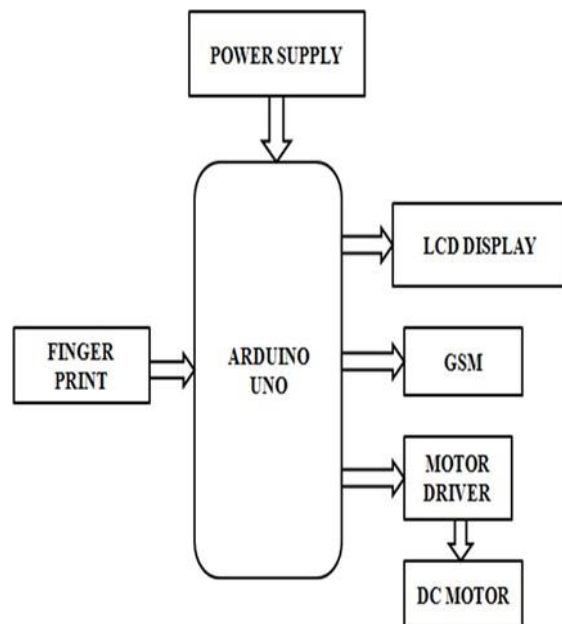 POWER SUPPLY
LCD DISPLAY
FINGER
PRINT
ARDUINO
UNO
GSM
MOTOR
DRIVER
DC MOTOR